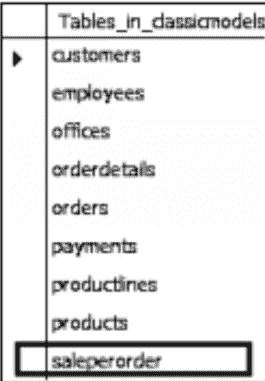 Tables_in_classicmodels
customers
employees
offices
orderdetails
orders
payments
productlines
products
saleperorder